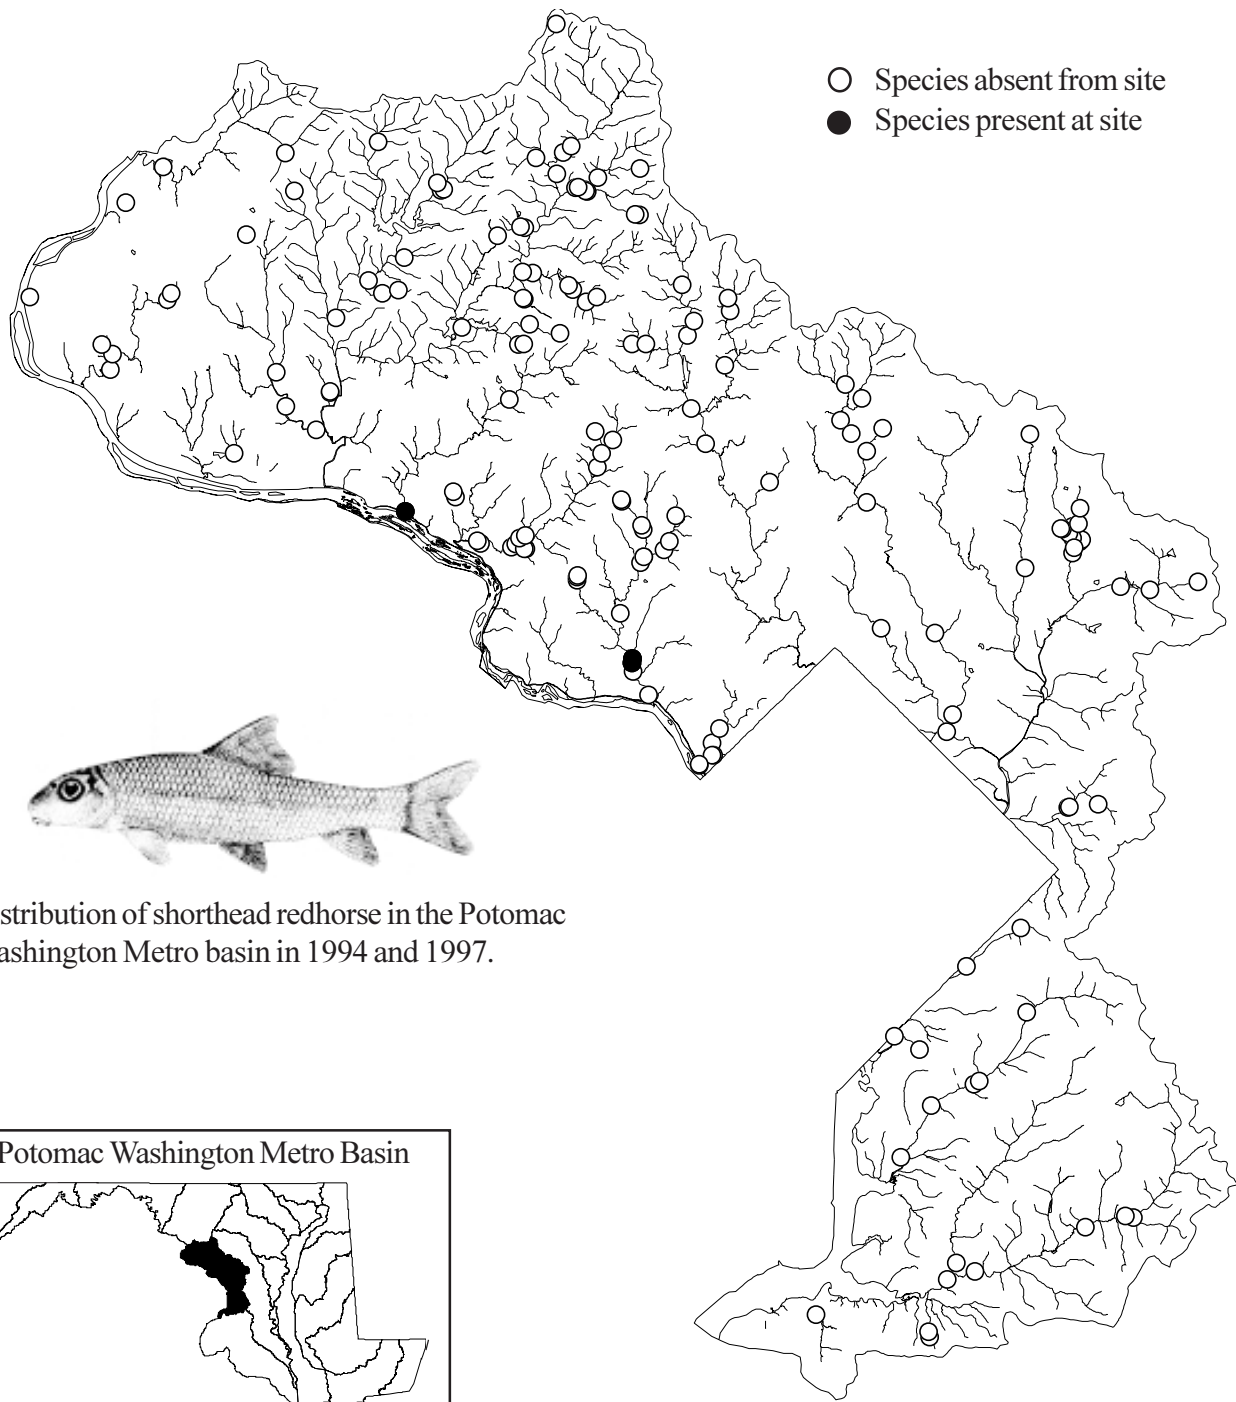 Species absent from site
Species present at site
stribution of shorthead redhorse in the Potomac
ashington Metro basin in 1994 and 1997.
Potomac Washington Metro Basin